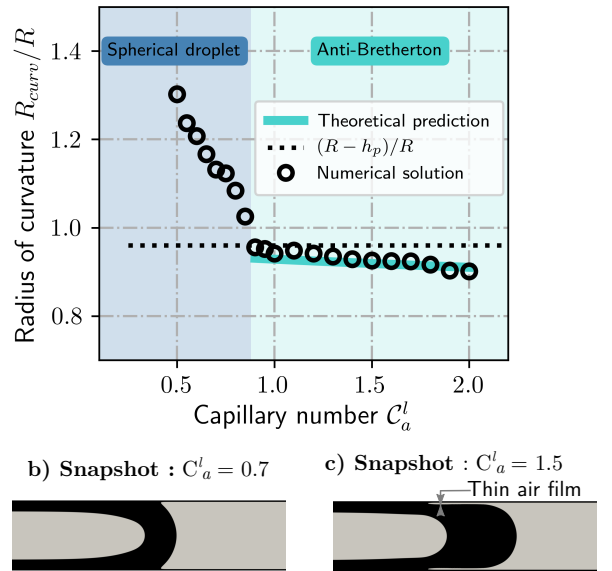 1.4
1.2
1.0
0.8
Radius of curvature R_curv/R
Spherical droplet
Anti-Bretherton
Theoretical prediction
(R − h_p)/R
Numerical solution
0.5 1.0 1.5 2.0
Capillary number 𝒞_a^l
b) Snapshot : C_a^l = 0.7
c) Snapshot : C_a^l = 1.5
Thin air film